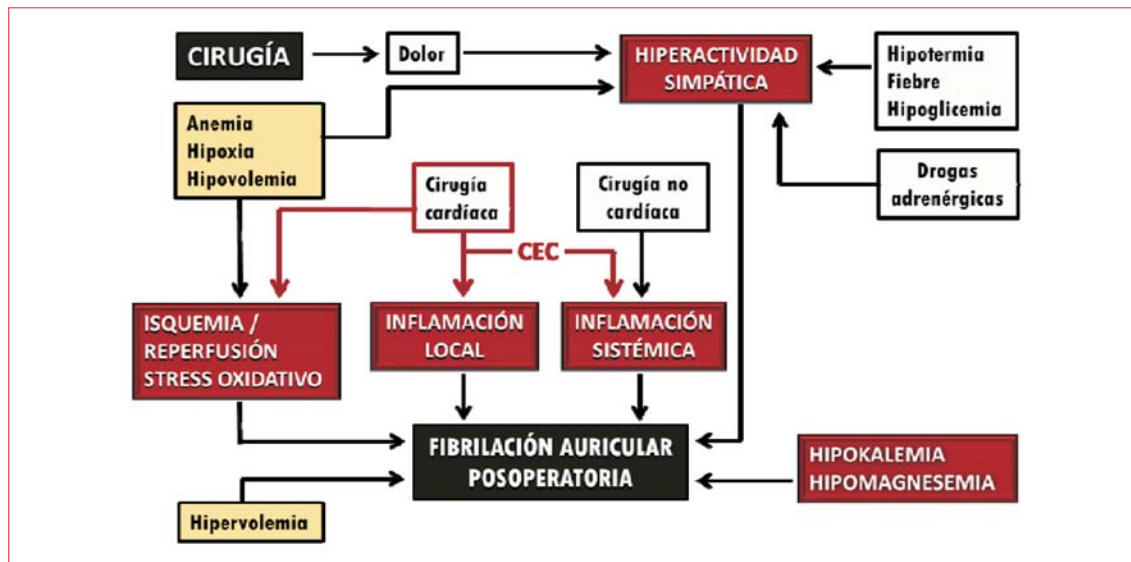 CIRUGÍA
Dolor
HIPERACTIVIDAD
SIMPÁTICA
Hipotermia
Fiebre
Hipoglicemia
Anemia
Hipoxia
Hipovolemia
Cirugía
cardíaca
Cirugía no
cardíaca
Drogas
adrenérgicas
CEC
ISQUEMIA /
REPERFUSIÓN
STRESS OXIDATIVO
INFLAMACIÓN
LOCAL
INFLAMACIÓN
SISTÉMICA
FIBRILACIÓN AURICULAR
POSOPERATORIA
HIPOKALEMIA
HIPOMAGNESEMIA
Hipervolemia